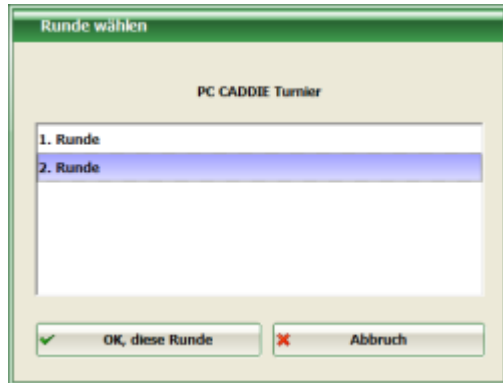 Runde wählen
PC CADDIE Turnier
1. Runde
2. Runde
OK, diese Runde
Abbruch